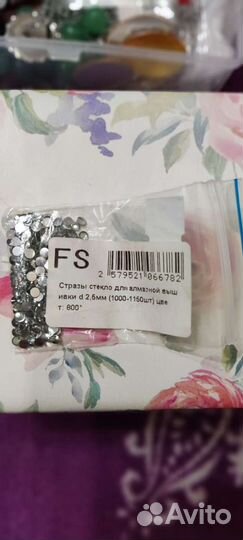 FS
2 579521 066782
Стразы стекло для алмазной выш
ивки d 2,5мм (1000-1150шт) цве
т: 800*
Avito